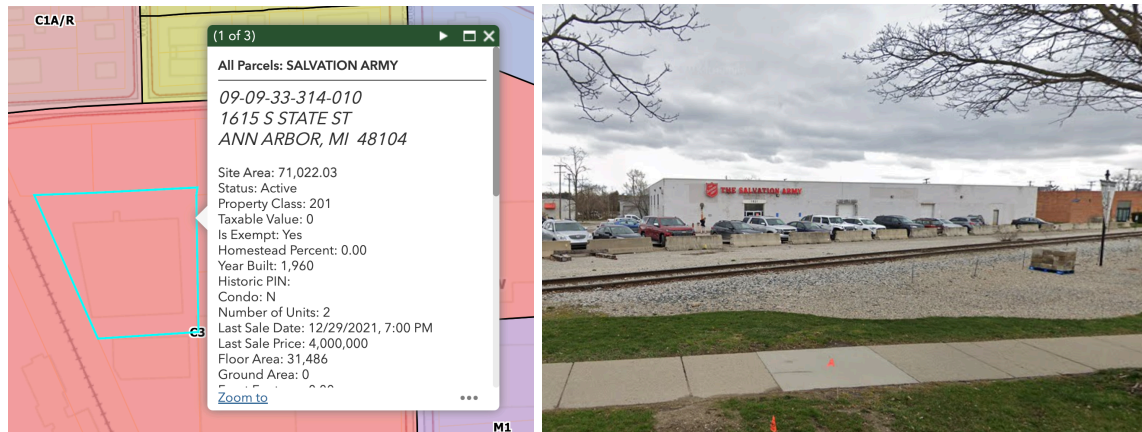 C1A/R
(1 of 3)
All Parcels: SALVATION ARMY
09-09-33-314-010
1615 S STATE ST
ANN ARBOR, MI 48104
Site Area: 71,022.03
Status: Active
Property Class: 201
Taxable Value: 0
Is Exempt: Yes
Homestead Percent: 0.00
Year Built: 1,960
Historic PIN:
Condo: N
Number of Units: 2
Last Sale Date: 12/29/2021, 7:00 PM
Last Sale Price: 4,000,000
Floor Area: 31,486
Ground Area: 0
Zoom to
C3
M1
THE SALVATION ARMY